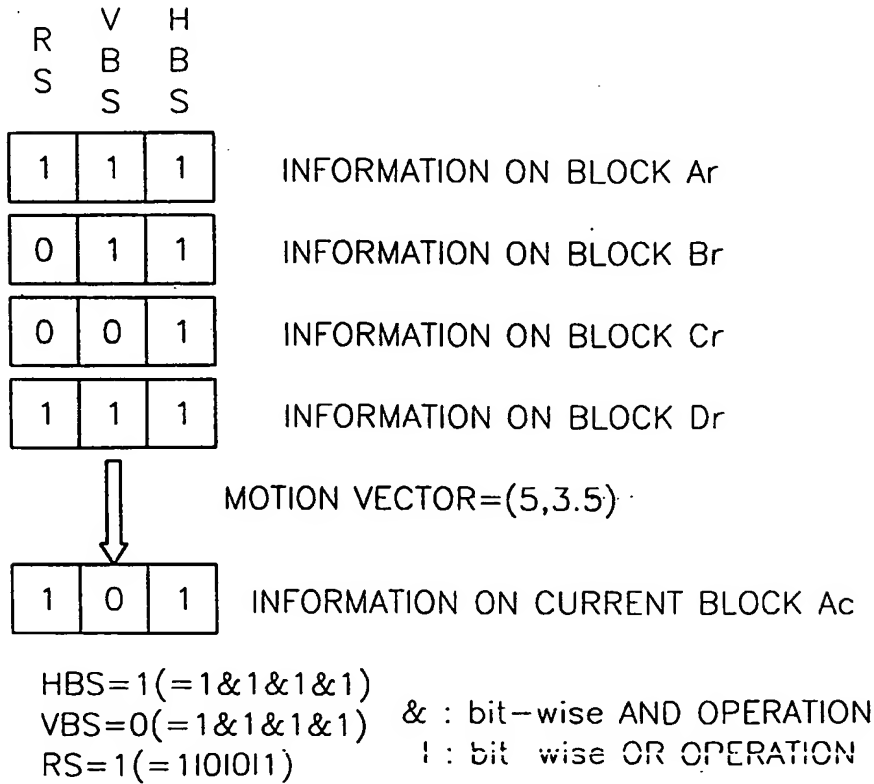 RS VBS HBS
1 1 1 INFORMATION ON BLOCK Ar
0 1 1 INFORMATION ON BLOCK Br
0 0 1 INFORMATION ON BLOCK Cr
1 1 1 INFORMATION ON BLOCK Dr
MOTION VECTOR=(5,3.5)
1 0 1 INFORMATION ON CURRENT BLOCK Ac
HBS=1(=1&1&1&1)
VBS=0(=1&1&1&1) & : bit-wise AND OPERATION
RS=1(=1|0|0|1) | : bit wise OR OPERATION